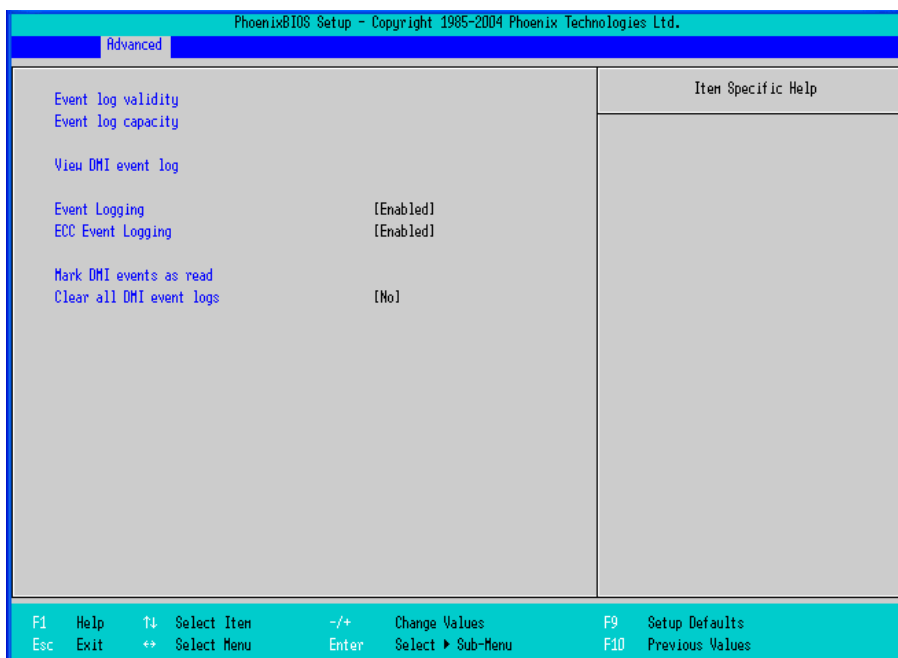 PhoenixBIOS Setup - Copyright 1985-2004 Phoenix Technologies Ltd.
Advanced
Item Specific Help
Event log validity
Event log capacity
View DMI event log
Event Logging [Enabled]
ECC Event Logging [Enabled]
Mark DMI events as read
Clear all DMI event logs [No]
F1 Help ↑↓ Select Item -/+ Change Values F9 Setup Defaults
Esc Exit ↔ Select Menu Enter Select ▶ Sub-Menu F10 Previous Values